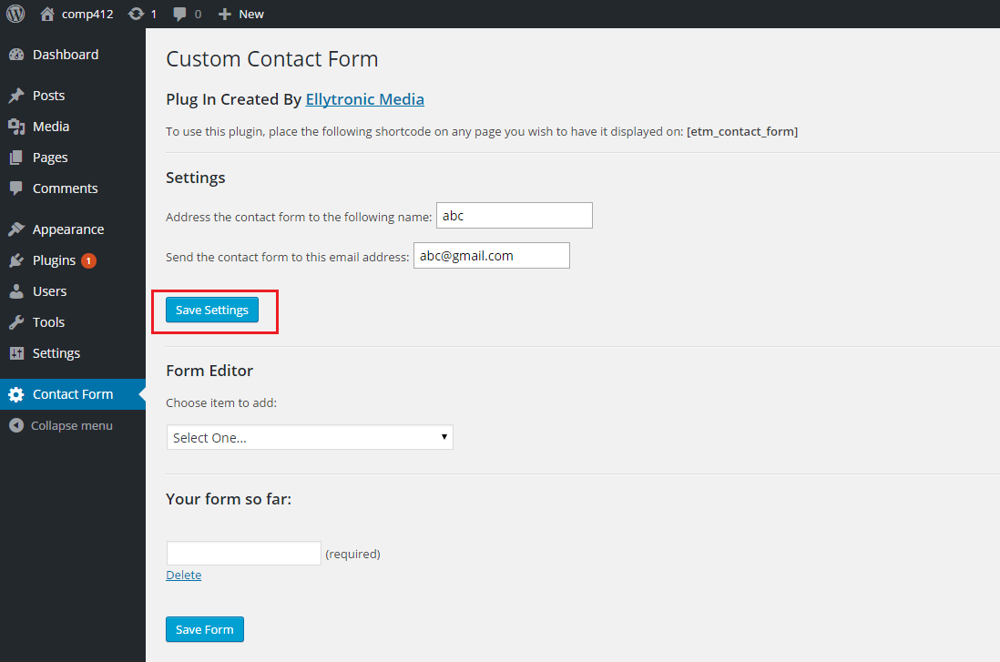 comp412 1 0 New
Dashboard
Posts
Media
Pages
Comments
Appearance
Plugins 1
Users
Tools
Settings
Contact Form
Collapse menu
Custom Contact Form
Plug In Created By Ellytronic Media
To use this plugin, place the following shortcode on any page you wish to have it displayed on: [etm_contact_form]
Settings
Address the contact form to the following name: abc
Send the contact form to this email address: abc@gmail.com
Save Settings
Form Editor
Choose item to add:
Select One...
Your form so far:
(required)
Delete
Save Form